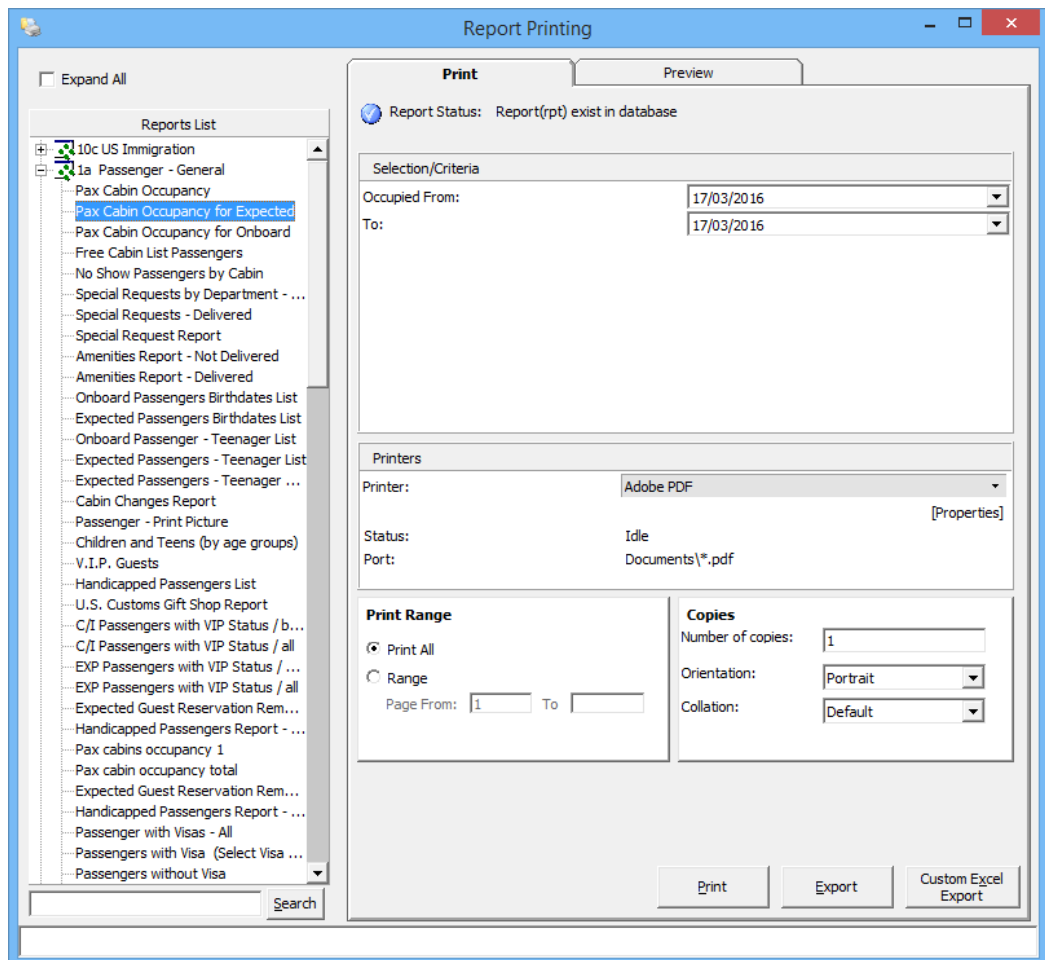 Report Printing
Expand All
Reports List
10c US Immigration
1a Passenger - General
Pax Cabin Occupancy
Pax Cabin Occupancy for Expected
Pax Cabin Occupancy for Onboard
Free Cabin List Passengers
No Show Passengers by Cabin
Special Requests by Department - ...
Special Requests - Delivered
Special Request Report
Amenities Report - Not Delivered
Amenities Report - Delivered
Onboard Passengers Birthdates List
Expected Passengers Birthdates List
Onboard Passenger - Teenager List
Expected Passengers - Teenager List
Expected Passengers - Teenager ...
Cabin Changes Report
Passenger - Print Picture
Children and Teens (by age groups)
V.I.P. Guests
Handicapped Passengers List
U.S. Customs Gift Shop Report
C/I Passengers with VIP Status / b...
C/I Passengers with VIP Status / all
EXP Passengers with VIP Status / ...
EXP Passengers with VIP Status / all
Expected Guest Reservation Rem...
Handicapped Passengers Report - ...
Pax cabins occupancy 1
Pax cabin occupancy total
Expected Guest Reservation Rem...
Handicapped Passengers Report - ...
Passenger with Visas - All
Passengers with Visa (Select Visa ...
Passengers without Visa
Search
Print
Preview
Report Status: Report(rpt) exist in database
Selection/Criteria
Occupied From: 17/03/2016
To: 17/03/2016
Printers
Printer: Adobe PDF
[Properties]
Status: Idle
Port: Documents\*.pdf
Print Range
Print All
Range
Page From: 1 To
Copies
Number of copies: 1
Orientation: Portrait
Collation: Default
Print
Export
Custom Excel
Export